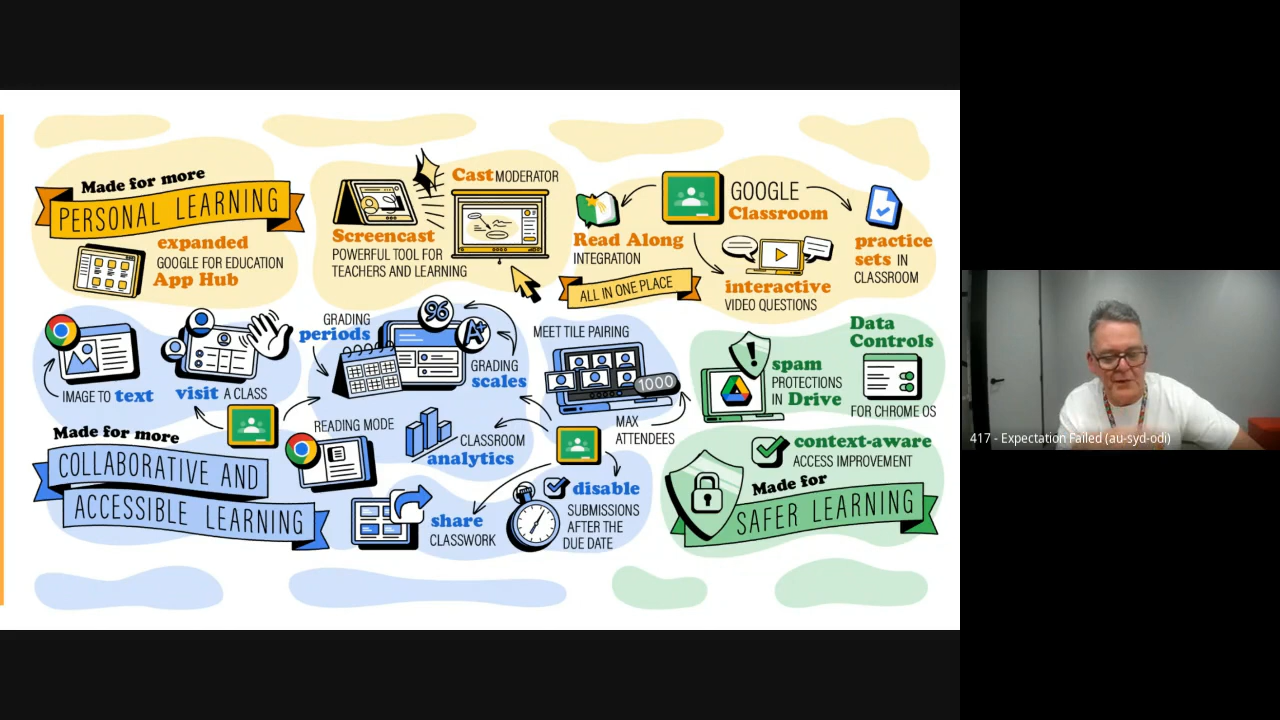 Made for more
PERSONAL LEARNING
expanded
GOOGLE FOR EDUCATION
App Hub
Screencast
POWERFUL TOOL FOR
TEACHERS AND LEARNING
Cast MODERATOR
GOOGLE
Classroom
Read Along
INTEGRATION
ALL IN ONE PLACE
interactive
VIDEO QUESTIONS
practice
sets IN
CLASSROOM
IMAGE TO text
visit A CLASS
GRADING
periods
96
A+
GRADING
scales
MEET TILE PAIRING
1000
MAX
ATTENDEES
READING MODE
CLASSROOM
analytics
Made for more
COLLABORATIVE AND
ACCESSIBLE LEARNING
share
CLASSWORK
disable
SUBMISSIONS
AFTER THE
DUE DATE
spam
PROTECTIONS
IN Drive
Data
Controls
FOR CHROME OS
context-aware
ACCESS IMPROVEMENT
Made for
SAFER LEARNING
417 - Expectation Failed (au-syd-odi)